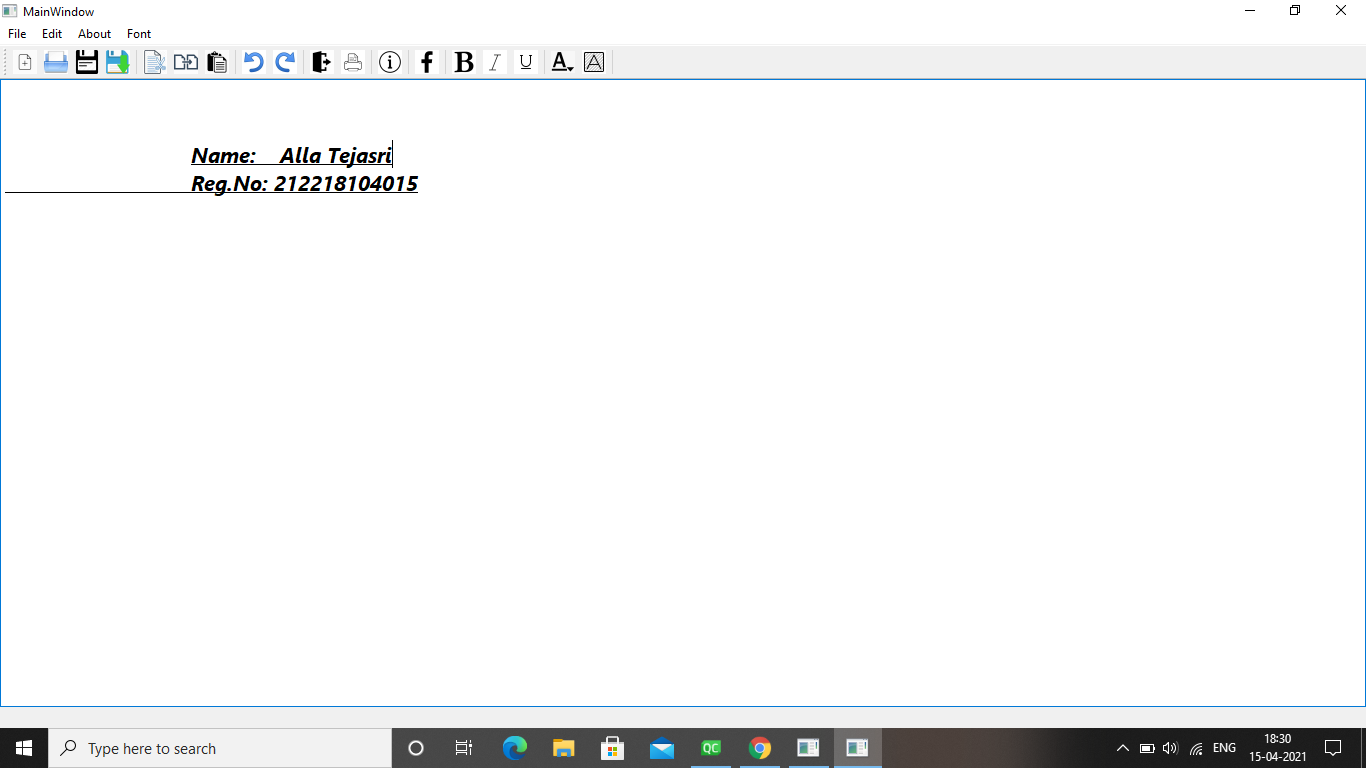 MainWindow
File Edit About Font
f B I U A A
Name: Alla Tejasri
Reg.No: 212218104015
Type here to search
QC
ENG
18:30
15-04-2021